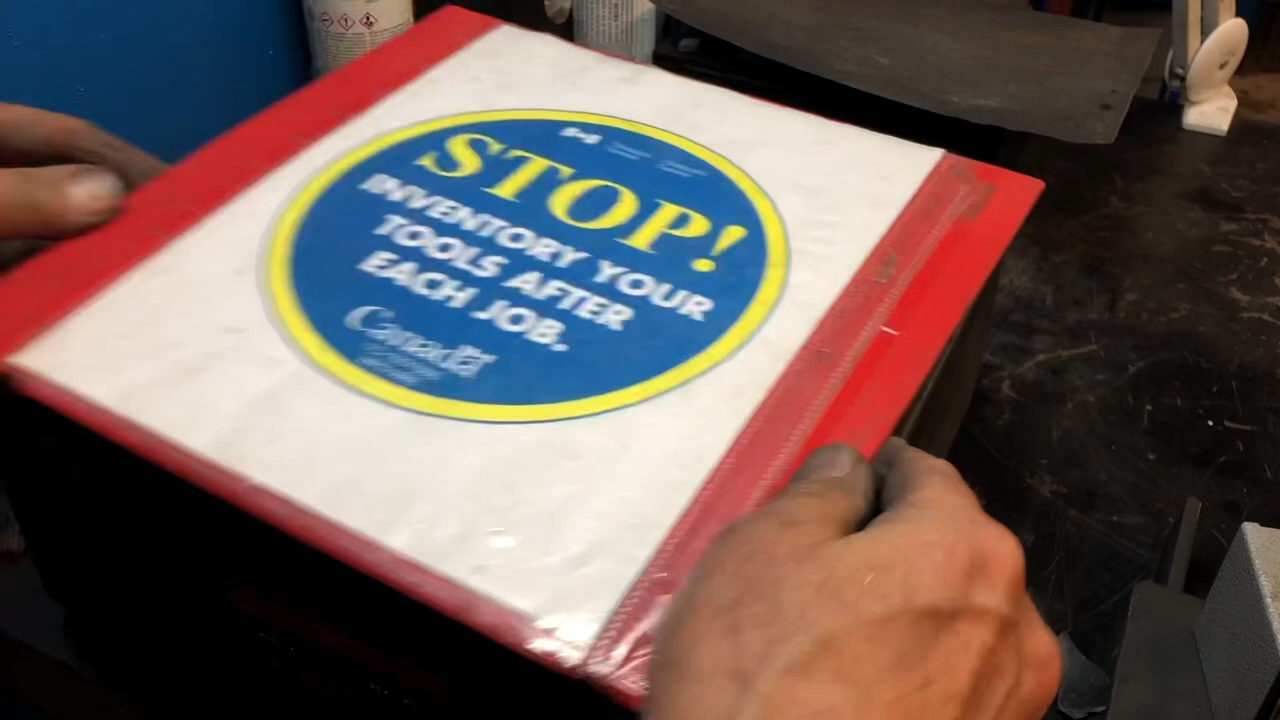 STOP!
INVENTORY YOUR
TOOLS AFTER
EACH JOB.
Canada